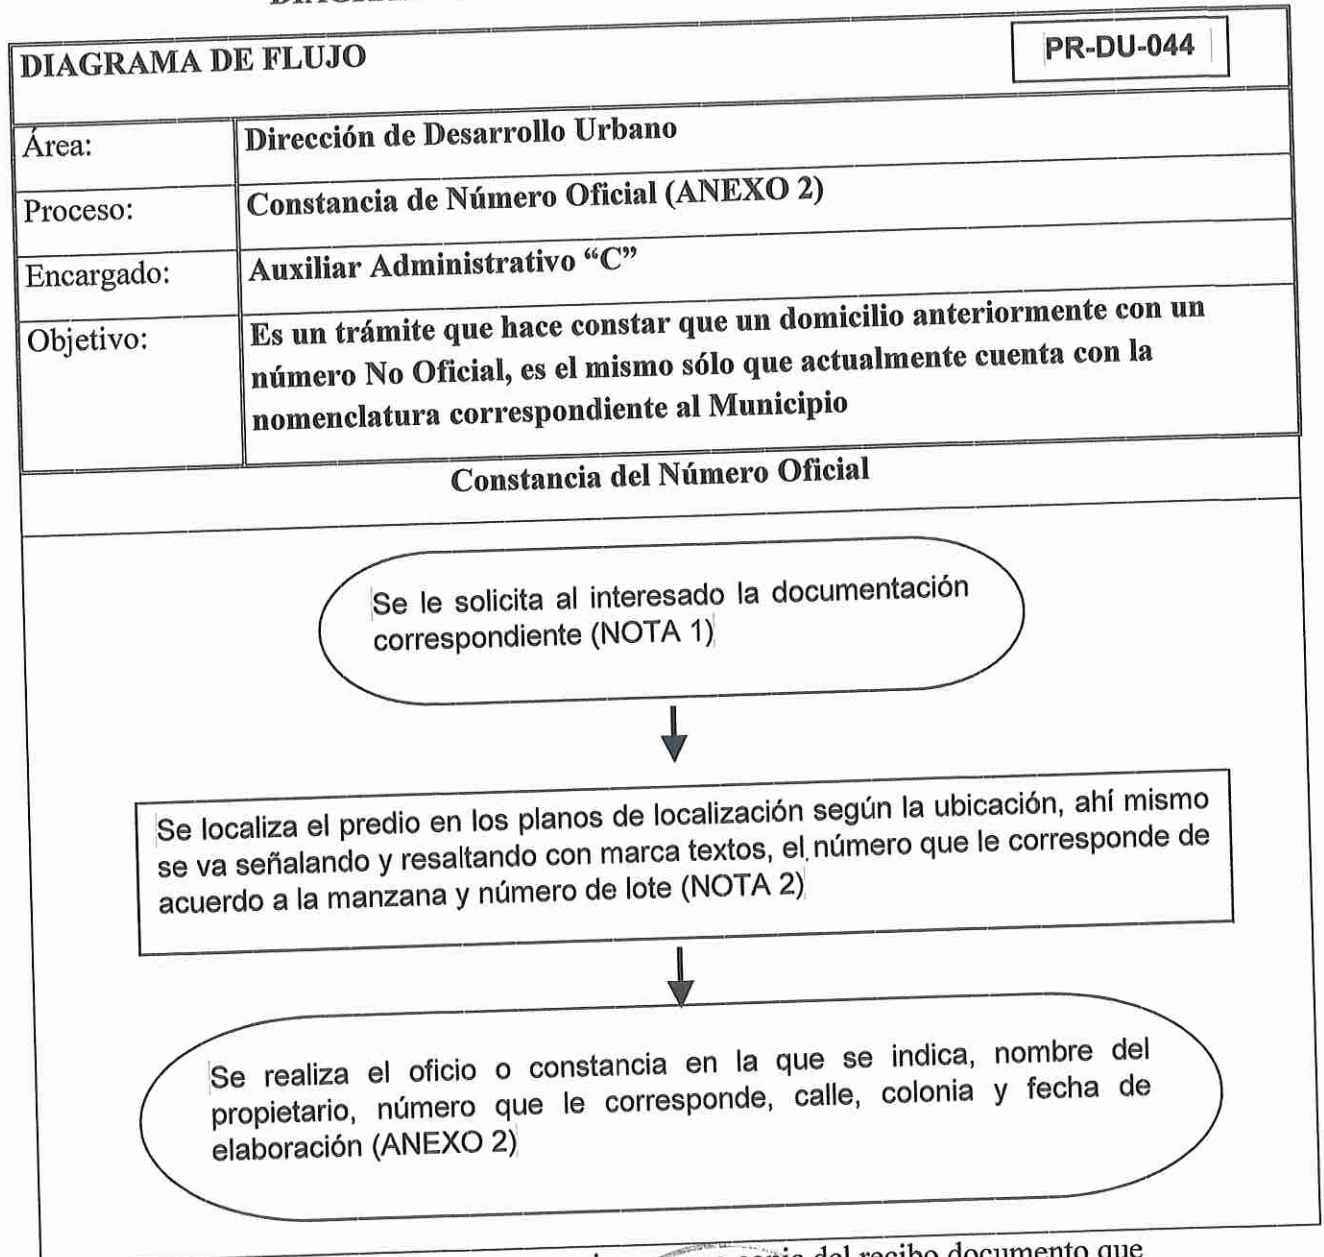 DIAGRAMA DE FLUJO
PR-DU-044
Área:
Dirección de Desarrollo Urbano
Proceso:
Constancia de Número Oficial (ANEXO 2)
Encargado:
Auxiliar Administrativo “C”
Objetivo:
Es un trámite que hace constar que un domicilio anteriormente con un
número No Oficial, es el mismo sólo que actualmente cuenta con la
nomenclatura correspondiente al Municipio
Constancia del Número Oficial
Se le solicita al interesado la documentación
correspondiente (NOTA 1)
Se localiza el predio en los planos de localización según la ubicación, ahí mismo
se va señalando y resaltando con marca textos, el número que le corresponde de
acuerdo a la manzana y número de lote (NOTA 2)
Se realiza el oficio o constancia en la que se indica, nombre del
propietario, número que le corresponde, calle, colonia y fecha de
elaboración (ANEXO 2)
del recibo documento que